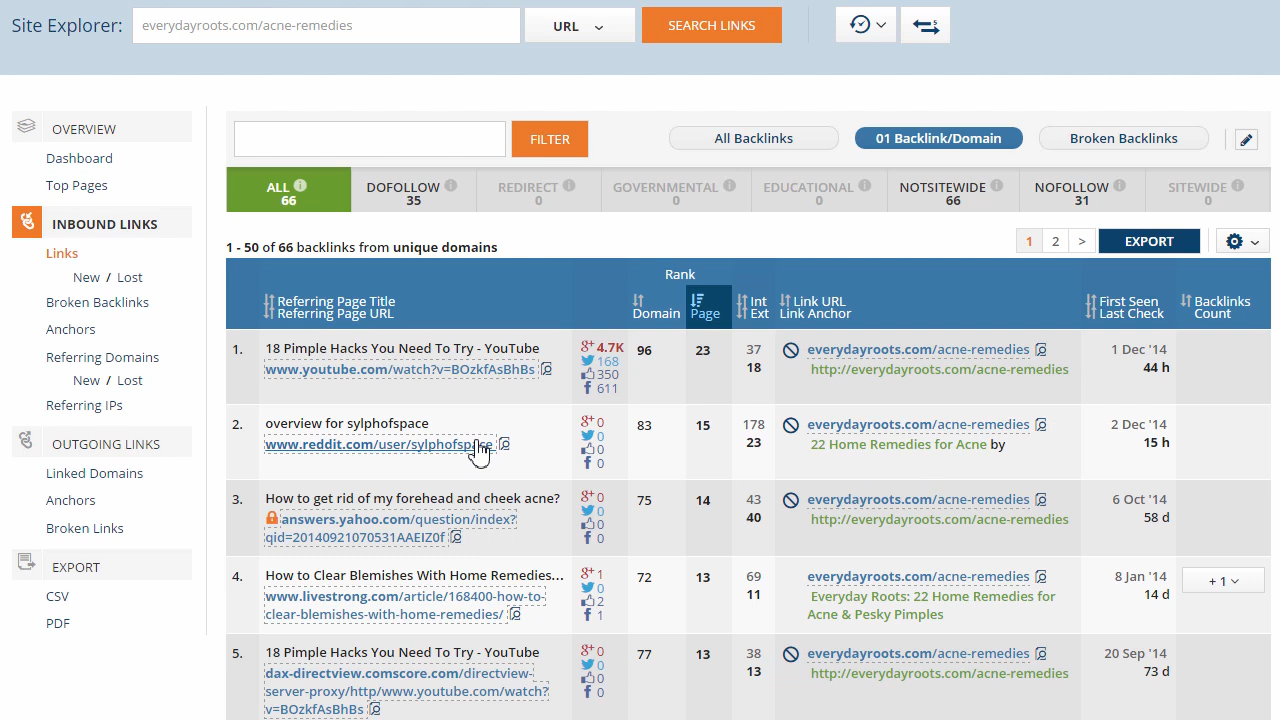 Site Explorer: everydayroots.com/acne-remedies URL SEARCH LINKS
OVERVIEW
Dashboard
Top Pages
INBOUND LINKS
Links
New / Lost
Broken Backlinks
Anchors
Referring Domains
New / Lost
Referring IPs
OUTGOING LINKS
Linked Domains
Anchors
Broken Links
EXPORT
CSV
PDF
FILTER All Backlinks 01 Backlink/Domain Broken Backlinks
ALL DOFOLLOW REDIRECT GOVERNMENTAL EDUCATIONAL NOTSITEWIDE NOFOLLOW SITEWIDE
66 35 0 0 0 66 31 0
1 - 50 of 66 backlinks from unique domains 1 2 > EXPORT
Rank
Referring Page Title Int Link URL First Seen Backlinks
Referring Page URL Domain Page Ext Link Anchor Last Check Count
1. 18 Pimple Hacks You Need To Try - YouTube g+ 4.7K 96 23 37 everydayroots.com/acne-remedies 1 Dec '14
www.youtube.com/watch?v=BOzkfAsBhBs 168 18 http://everydayroots.com/acne-remedies 44 h
350
f 611
2. overview for sylphofspace g+ 0 83 15 178 everydayroots.com/acne-remedies 2 Dec '14
www.reddit.com/user/sylphofspace 0 23 22 Home Remedies for Acne by 15 h
0
f 0
3. How to get rid of my forehead and cheek acne? g+ 0 75 14 43 everydayroots.com/acne-remedies 6 Oct '14
answers.yahoo.com/question/index? 0 40 http://everydayroots.com/acne-remedies 58 d
qid=20140921070531AAEIZ0f 0
f 0
4. How to Clear Blemishes With Home Remedies... g+ 1 72 13 69 everydayroots.com/acne-remedies 8 Jan '14 + 1
www.livestrong.com/article/168400-how-to- 0 11 Everyday Roots: 22 Home Remedies for 14 d
clear-blemishes-with-home-remedies/ 2 Acne & Pesky Pimples
f 1
5. 18 Pimple Hacks You Need To Try - YouTube g+ 0 77 13 38 everydayroots.com/acne-remedies 20 Sep '14
dax-directview.comscore.com/directview- 0 13 http://everydayroots.com/acne-remedies 73 d
server-proxy/http/www.youtube.com/watch? 0
v=BOzkfAsBhBs f 0